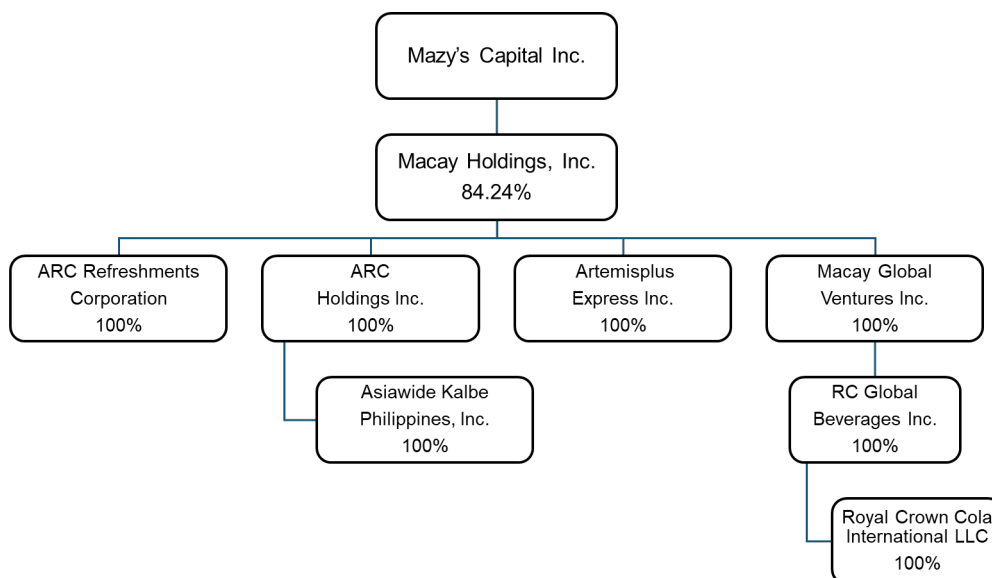 Mazy's Capital Inc.
Macay Holdings, Inc.
84.24%
ARC Refreshments
Corporation
100%
ARC
Holdings Inc.
100%
Artemisplus
Express Inc.
100%
Macay Global
Ventures Inc.
100%
Asiawide Kalbe
Philippines, Inc.
100%
RC Global
Beverages Inc.
100%
Royal Crown Cola
International LLC
100%